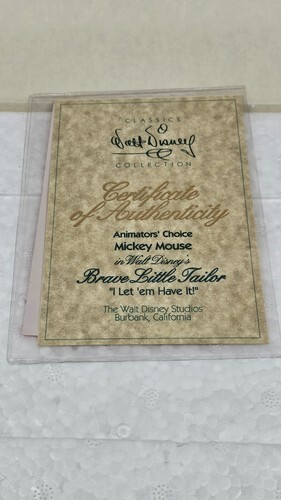 CLASSICS
Walt Disney
COLLECTION
Certificate
of Authenticity
Animators' Choice
Mickey Mouse
in Walt Disney's
Brave Little Tailor
"I Let 'em Have It!"
The Walt Disney Studios
Burbank, California